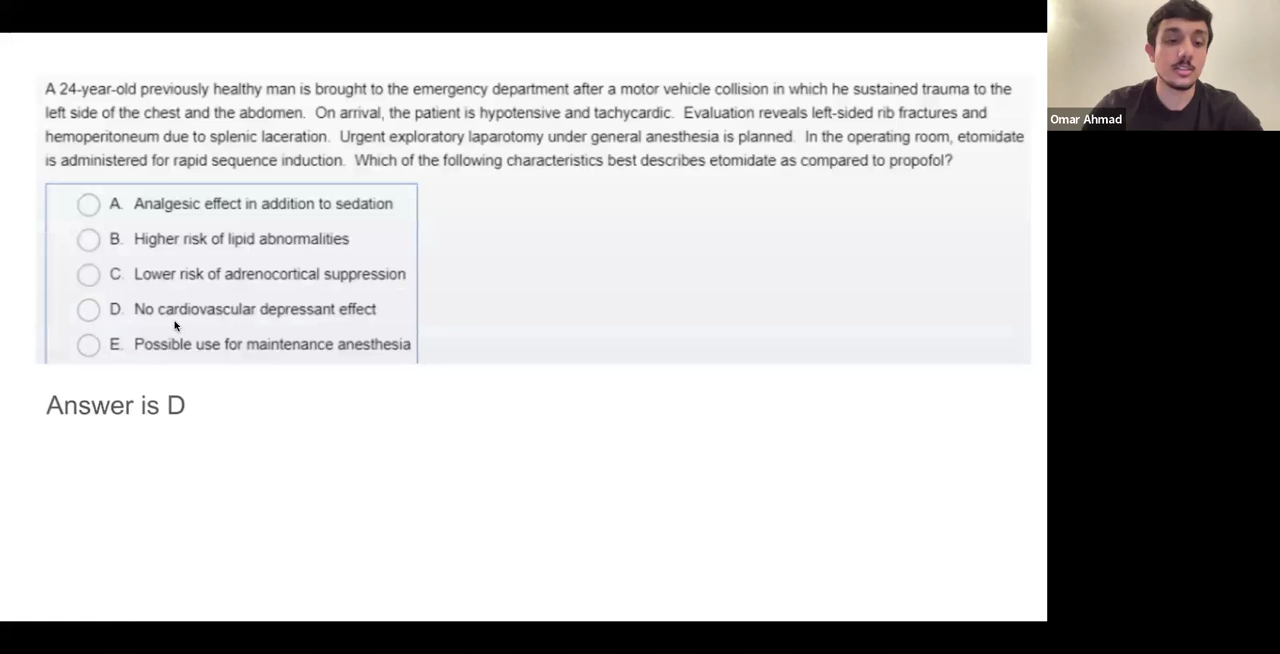 A 24-year-old previously healthy man is brought to the emergency department after a motor vehicle collision in which he sustained trauma to the
left side of the chest and the abdomen. On arrival, the patient is hypotensive and tachycardic. Evaluation reveals left-sided rib fractures and
hemoperitoneum due to splenic laceration. Urgent exploratory laparotomy under general anesthesia is planned. In the operating room, etomidate
is administered for rapid sequence induction. Which of the following characteristics best describes etomidate as compared to propofol?
A. Analgesic effect in addition to sedation
B. Higher risk of lipid abnormalities
C. Lower risk of adrenocortical suppression
D. No cardiovascular depressant effect
E. Possible use for maintenance anesthesia
Answer is D
Omar Ahmad